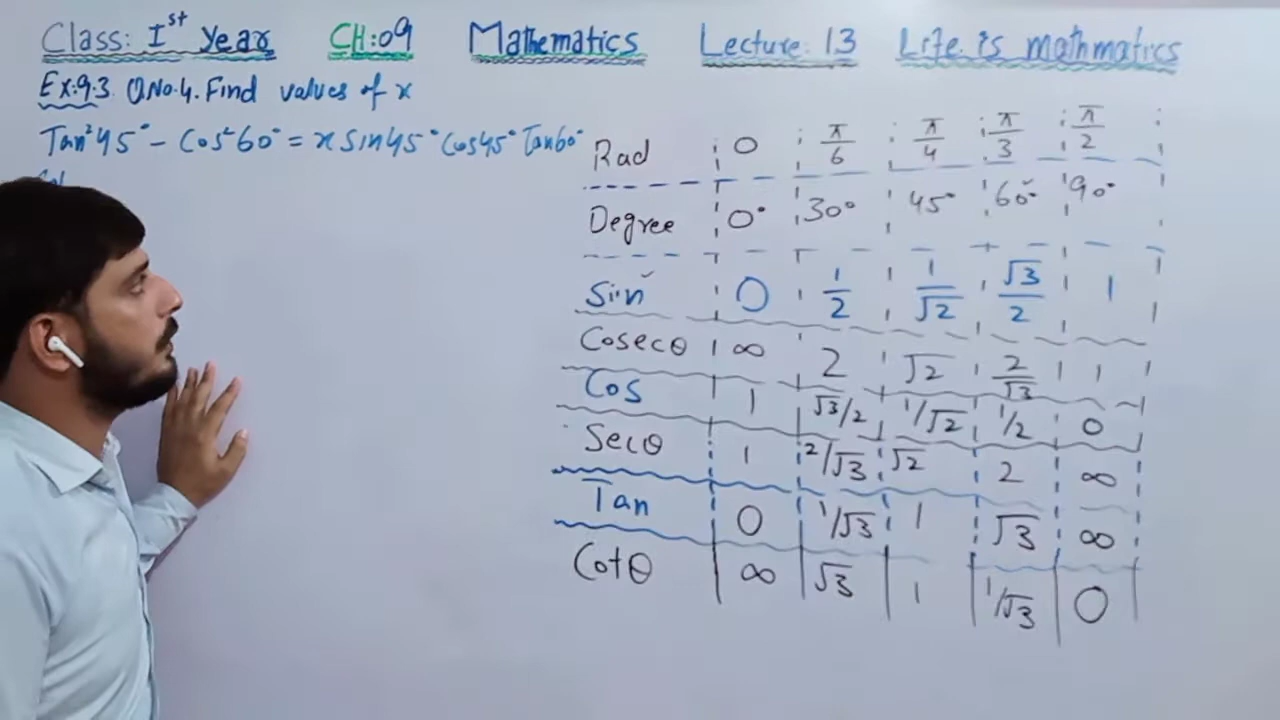 Class: Ist Year CH:09 Mathematics Lecture: 13 Life is mathmatics
Ex:9.3 Q.No.4. Find values of x
Tan²45° - Cos²60° = x Sin45° Cos45° Tan60°
Sol
Rad 0 π/6 π/4 π/3 π/2
Degree 0° 30° 45° 60° 90°
Sin 0 1/2 1/√2 √3/2 1
Cosecθ ∞ 2 √2 2/√3 1
Cos 1 √3/2 1/√2 1/2 0
Secθ 1 2/√3 √2 2 ∞
Tan 0 1/√3 1 √3 ∞
Cotθ ∞ √3 1 1/√3 0